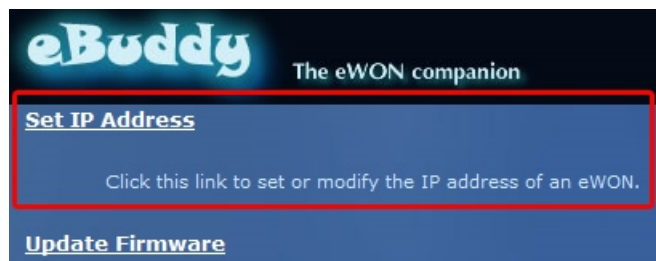 eBuddy
The eWON companion
Set IP Address
Click this link to set or modify the IP address of an eWON.
Update Firmware